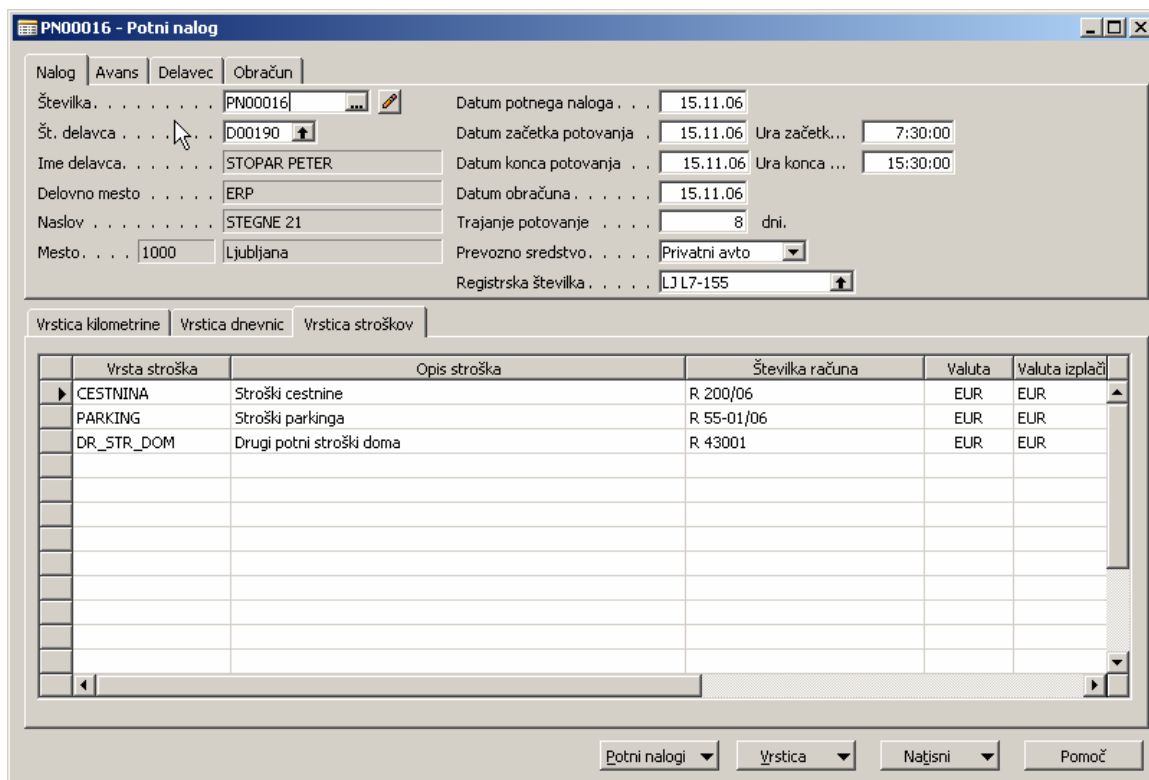 PN00016 - Potni nalog
Nalog Avans Delavec Obračun
Številka. . . . . . . . . . PN00016 ... Datum potnega naloga . . . 15.11.06
Št. delavca . . . . . . . D00190 Datum začetka potovanja . 15.11.06 Ura začetk... 7:30:00
Ime delavca. . . . . . . . STOPAR PETER Datum konca potovanja . . 15.11.06 Ura konca ... 15:30:00
Delovno mesto . . . . . ERP Datum obračuna . . . . . . 15.11.06
Naslov . . . . . . . . . . STEGNE 21 Trajanje potovanje . . . . 8 dni.
Mesto. . . . 1000 Ljubljana Prevozno sredstvo. . . . . Privatni avto
Registrska številka . . . . . LJ L7-155
Vrstica kilometrine Vrstica dnevnic Vrstica stroškov
Vrsta stroška Opis stroška Številka računa Valuta Valuta izplači
CESTNINA Stroški cestnine R 200/06 EUR EUR
PARKING Stroški parkinga R 55-01/06 EUR EUR
DR_STR_DOM Drugi potni stroški doma R 43001 EUR EUR
Potni nalogi Vrstica Natisni Pomoč